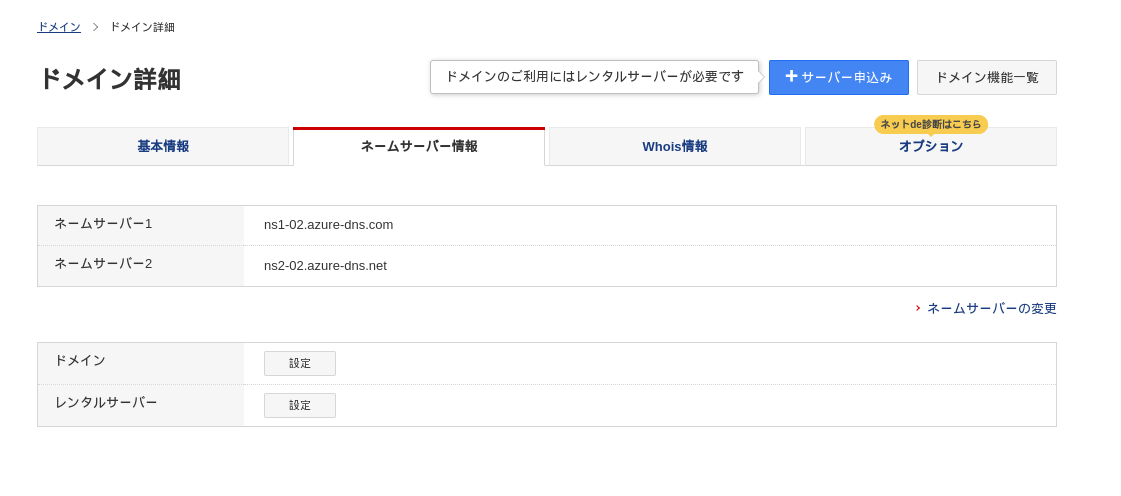 ドメイン ドメイン詳細
ドメイン詳細
ドメインのご利用にはレンタルサーバーが必要です
サーバー申込み
ドメイン機能一覧
ネットde診断はこちら
基本情報
ネームサーバー情報
Whois情報
オプション
ネームサーバー1 ns1-02.azure-dns.com
ネームサーバー2 ns2-02.azure-dns.net
ネームサーバーの変更
ドメイン 設定
レンタルサーバー 設定